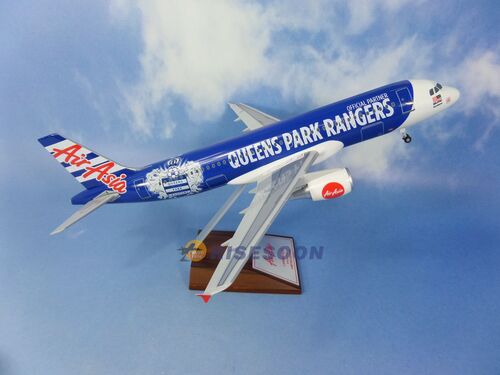 OFFICIAL PARTNER
QUEENS PARK RANGERS
AirAsia
AirAsia
RISESOON